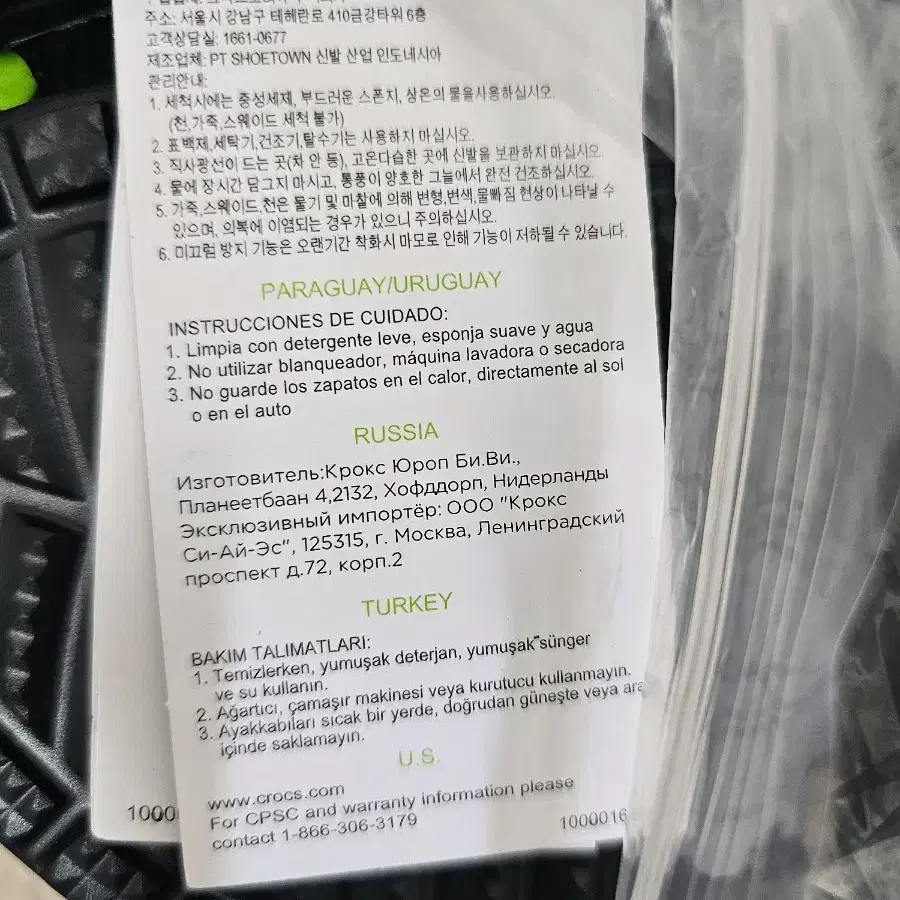 주소: 서울시 강남구 테헤란로 410금강타워 6층
고객상담실: 1661-0677
제조업체: PT SHOETOWN 신발 산업 인도네시아
관리안내:
1. 세척시에는 중성세제, 부드러운 스폰지, 상온의 물을사용하십시오.
(천,가죽,스웨이드 세척 불가)
2. 표백제,세탁기,건조기,탈수기는 사용하지 마십시오.
3. 직사광선이 드는 곳(차 안 등), 고온다습한 곳에 신발을 보관하지 마십시오.
4. 물에 장시간 담그지 마시고, 통풍이 양호한 그늘에서 완전 건조하십시오.
5. 가죽,스웨이드,천은 물기 및 마찰에 의해 변형,변색,물빠짐 현상이 나타날 수
있으며, 의복에 이염되는 경우가 있으니 주의하십시오.
6. 미끄럼 방지 기능은 오랜기간 착화시 마모로 인해 기능이 저하될 수 있습니다.
PARAGUAY/URUGUAY
INSTRUCCIONES DE CUIDADO:
1. Limpia con detergente leve, esponja suave y agua
2. No utilizar blanqueador, máquina lavadora o secadora
3. No guarde los zapatos en el calor, directamente al sol
o en el auto
RUSSIA
Изготовитель:Крокс Юроп Би.Ви.,
Планеетбаан 4,2132, Хофддорп, Нидерланды
Эксклюзивный импортёр: ООО "Крокс
Си-Ай-Эс", 125315, г. Москва, Ленинградский
проспект д.72, корп.2
TURKEY
BAKIM TALIMATLARI:
1. Temizlerken, yumuşak deterjan, yumuşak sünger
ve su kullanın.
2. Ağartıcı, çamaşır makinesi veya kurutucu kullanmayın.
3. Ayakkabıları sıcak bir yerde, doğrudan güneşte veya ara
içinde saklamayın.
U.S.
www.crocs.com
For CPSC and warranty information please
contact 1-866-306-3179
1000016
1000